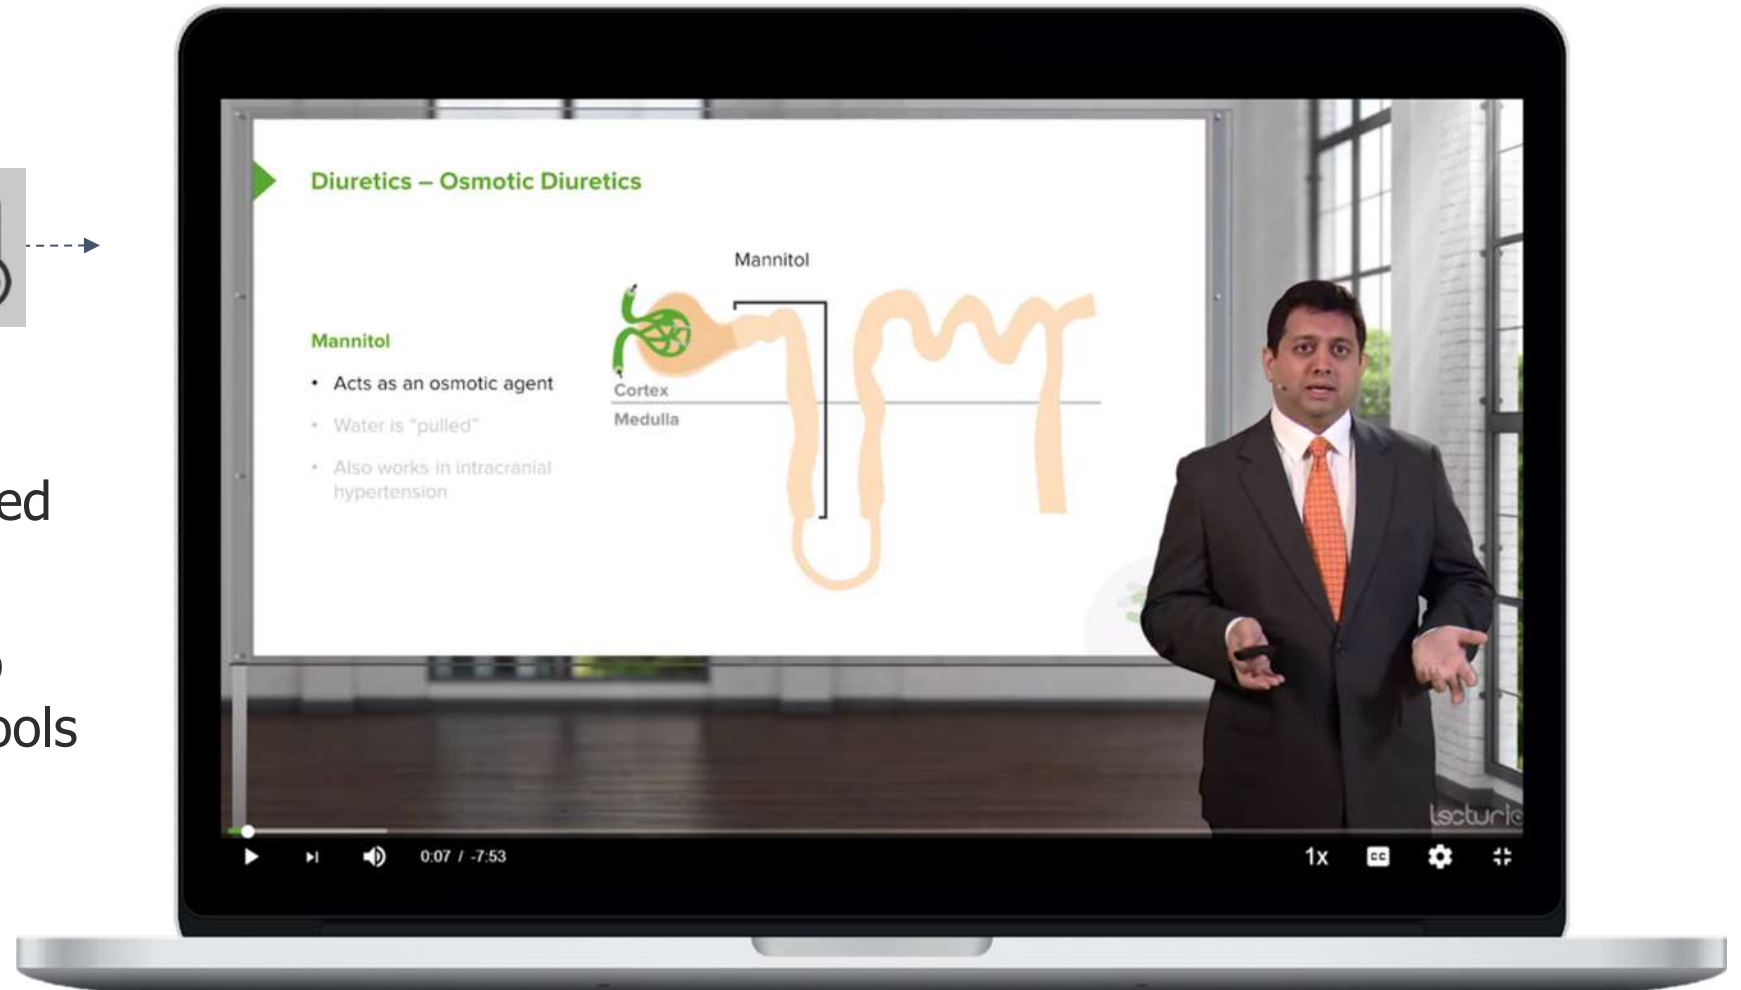 Diuretics – Osmotic Diuretics
Mannitol
Mannitol
• Acts as an osmotic agent
• Water is "pulled"
• Also works in intracranial
hypertension
Cortex
Medulla
ed
ools
lecturio
0:07 / -7:53
1x
CC